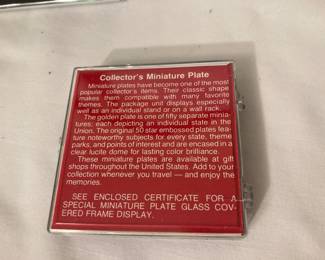 Collector's Miniature Plate
Miniature plates have become one of the most
popular collector's items. Their classic shape
makes them compatible with many favorite
themes. The package unit displays especially
well as an individual stand or on a wall rack.
The golden plate is one of fifty separate minia-
tures; each depicting an individual state in the
Union. The original 50 star embossed plates fea-
ture noteworthy subjects for every state, theme
parks, and points of interest and are encased in a
clear lucite dome for lasting color brilliance.
These miniature plates are available at gift
shops throughout the United States. Add to your
collection whenever you travel — and enjoy the
memories.
SEE ENCLOSED CERTIFICATE FOR A
SPECIAL MINIATURE PLATE GLASS COV-
ERED FRAME DISPLAY.